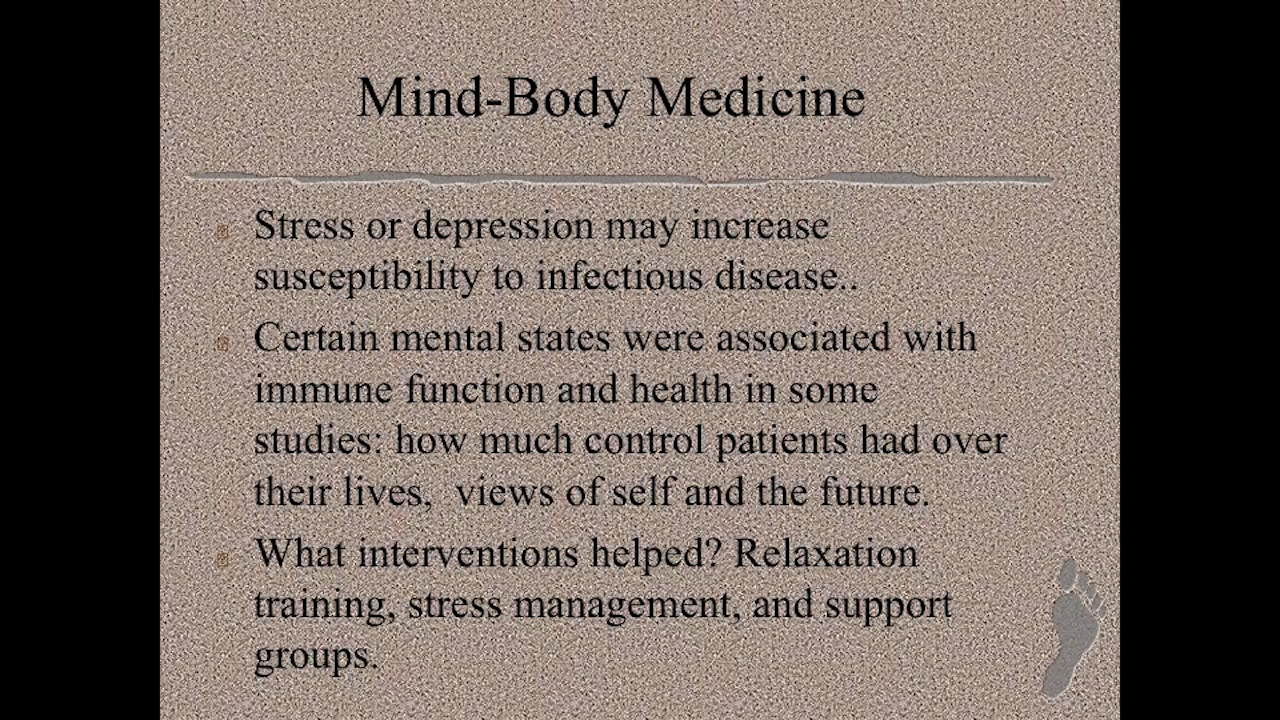 Mind-Body Medicine
Stress or depression may increase
susceptibility to infectious disease..
Certain mental states were associated with
immune function and health in some
studies: how much control patients had over
their lives,  views of self and the future.
What interventions helped? Relaxation
training, stress management, and support
groups.